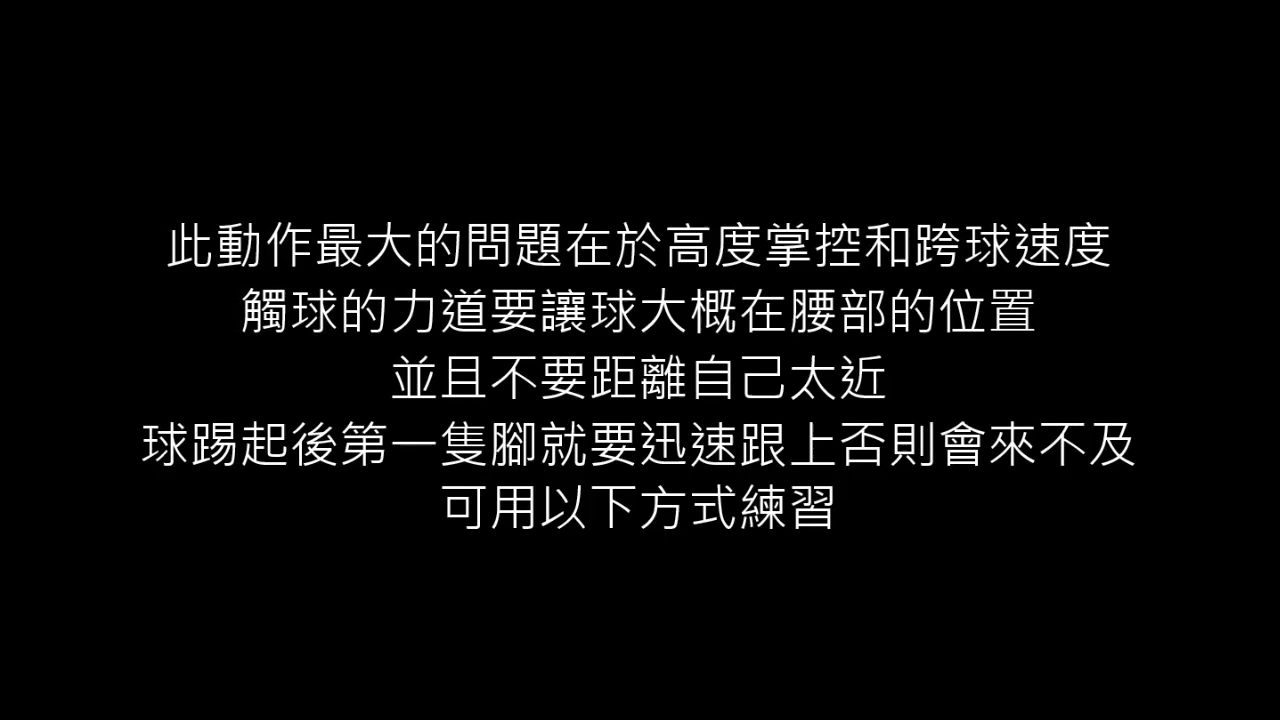 此動作最大的問題在於高度掌控和跨球速度
觸球的力道要讓球大概在腰部的位置
並且不要距離自己太近
球踢起後第一隻腳就要迅速跟上否則會來不及
可用以下方式練習